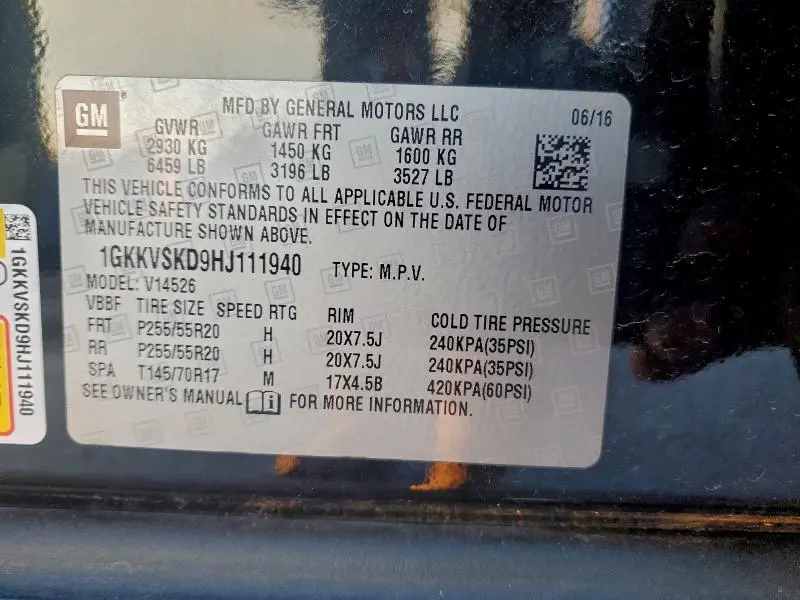 GM
MFD BY GENERAL MOTORS LLC
06/16
GVWR GAWR FRT GAWR RR
2930 KG 1450 KG 1600 KG
6459 LB 3196 LB 3527 LB
THIS VEHICLE CONFORMS TO ALL APPLICABLE U.S. FEDERAL MOTOR
VEHICLE SAFETY STANDARDS IN EFFECT ON THE DATE OF
MANUFACTURE SHOWN ABOVE.
1GKKVSKD9HJ111940 TYPE: M.P.V.
MODEL: V14526
VBBF TIRE SIZE SPEED RTG RIM COLD TIRE PRESSURE
FRT P255/55R20 H 20X7.5J 240KPA(35PSI)
RR P255/55R20 H 20X7.5J 240KPA(35PSI)
SPA T145/70R17 M 17X4.5B 420KPA(60PSI)
SEE OWNER'S MANUAL i FOR MORE INFORMATION.
1GKKVSKD9HJ111940